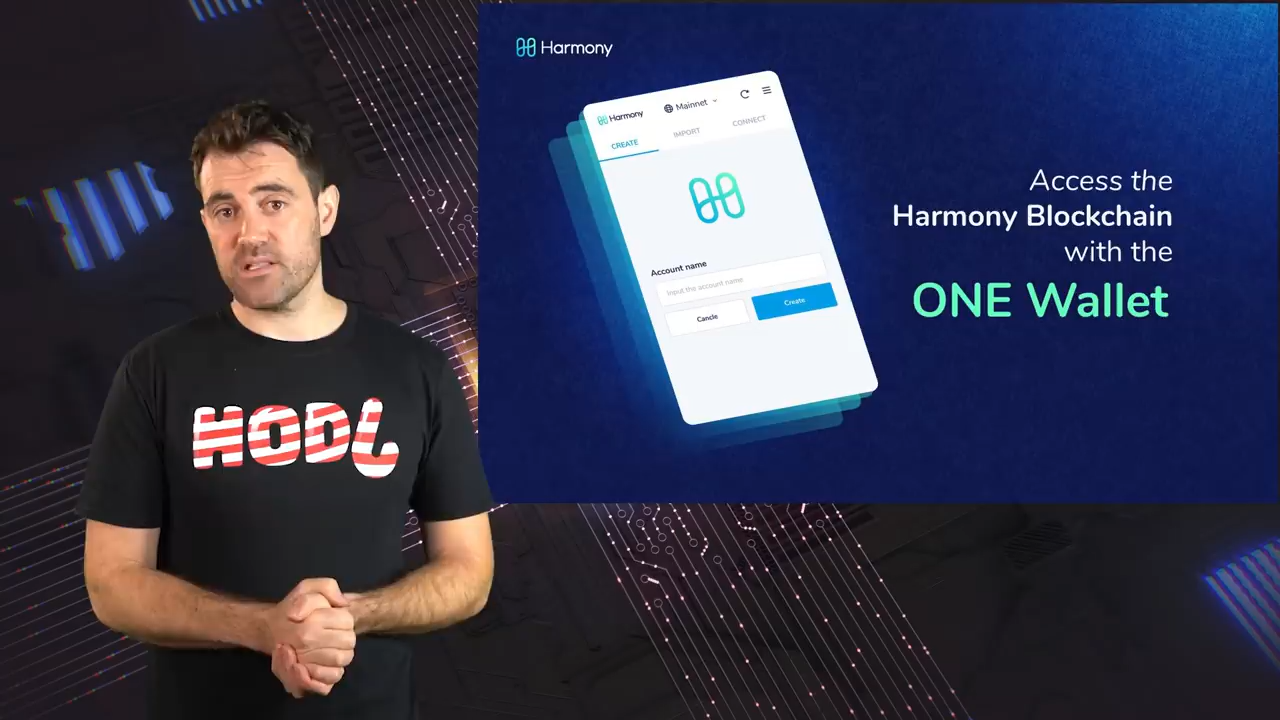 HODL
Harmony
Harmony Mainnet
CREATE IMPORT CONNECT
Account name
Input the account name
Cancle Create
Access the
Harmony Blockchain
with the
ONE Wallet